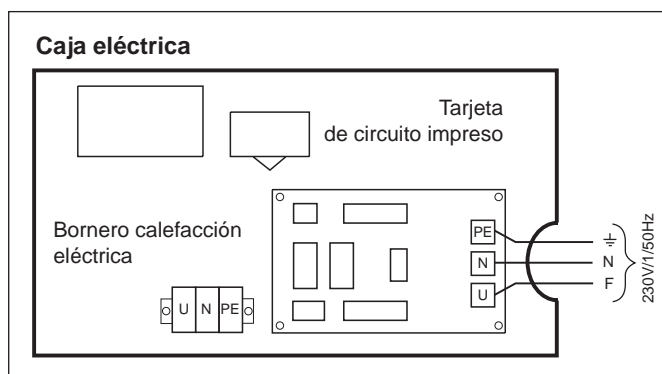 Caja eléctrica
Tarjeta
de circuito impreso
Bornero calefacción
eléctrica
PE
N
U
N
F
230V/1/50Hz
U N PE